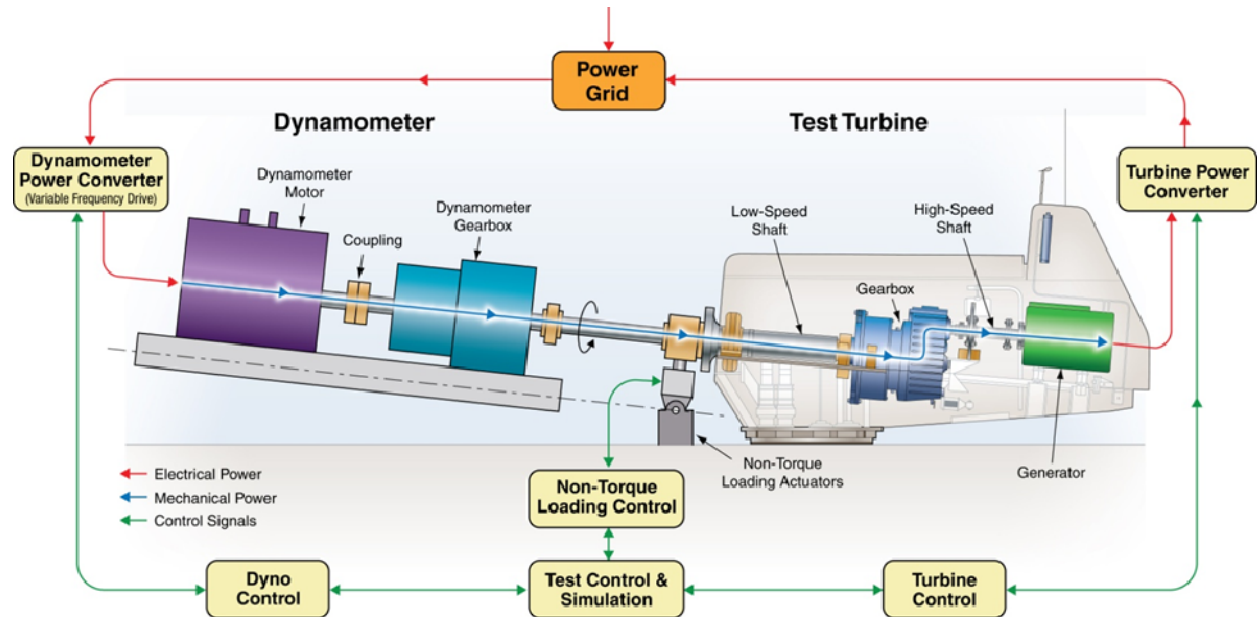 Power
Grid
Dynamometer
Test Turbine
Dynamometer
Power Converter
(Variable Frequency Drive)
Turbine Power
Converter
Dynamometer
Motor
Coupling
Dynamometer
Gearbox
Low-Speed
Shaft
High-Speed
Shaft
Gearbox
Electrical Power
Mechanical Power
Control Signals
Non-Torque
Loading Actuators
Generator
Non-Torque
Loading Control
Dyno
Control
Test Control &
Simulation
Turbine
Control